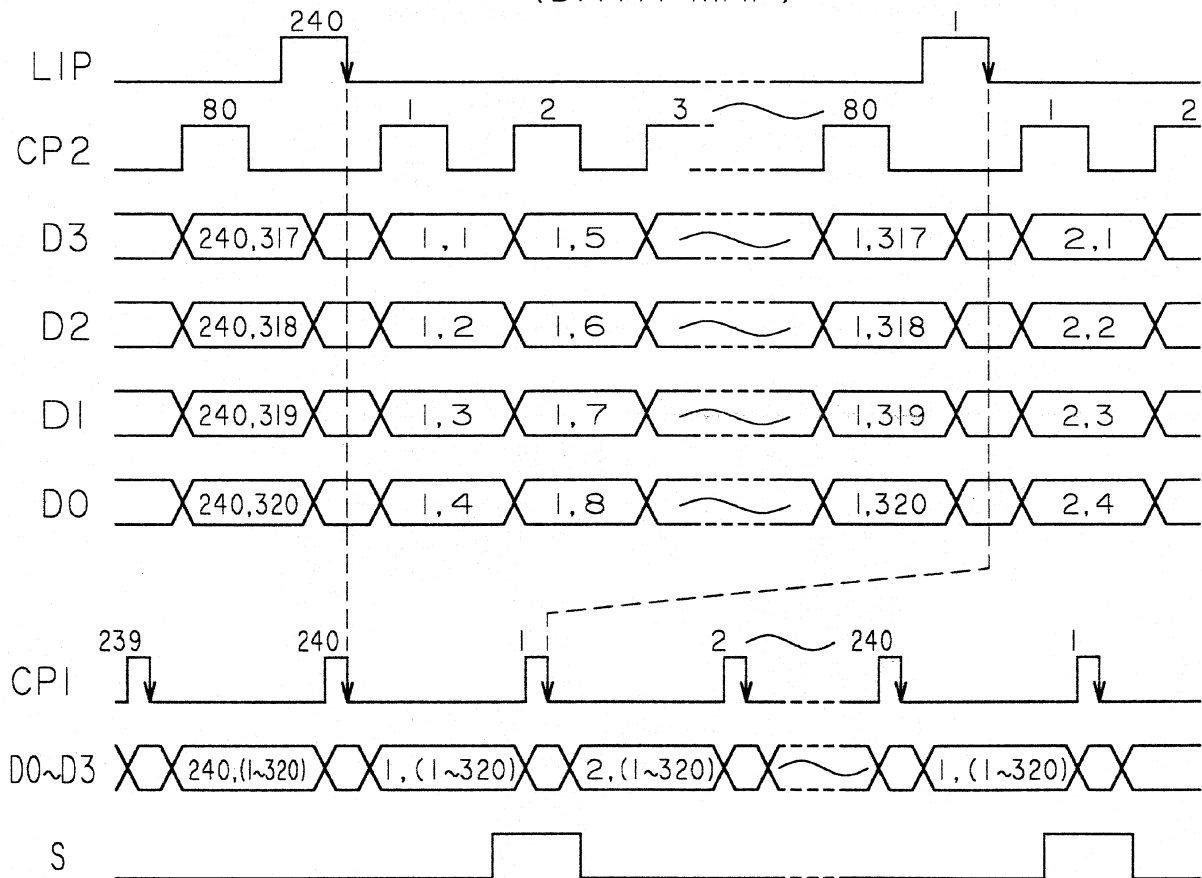 240 1
LIP
80 1 2 3 80 1 2
CP2
D3 240,317 1,1 1,5 1,317 2,1
D2 240,318 1,2 1,6 1,318 2,2
D1 240,319 1,3 1,7 1,319 2,3
D0 240,320 1,4 1,8 1,320 2,4
239 240 1 2 240 1
CP1
D0~D3 240,(1~320) 1,(1~320) 2,(1~320) 1,(1~320)
S